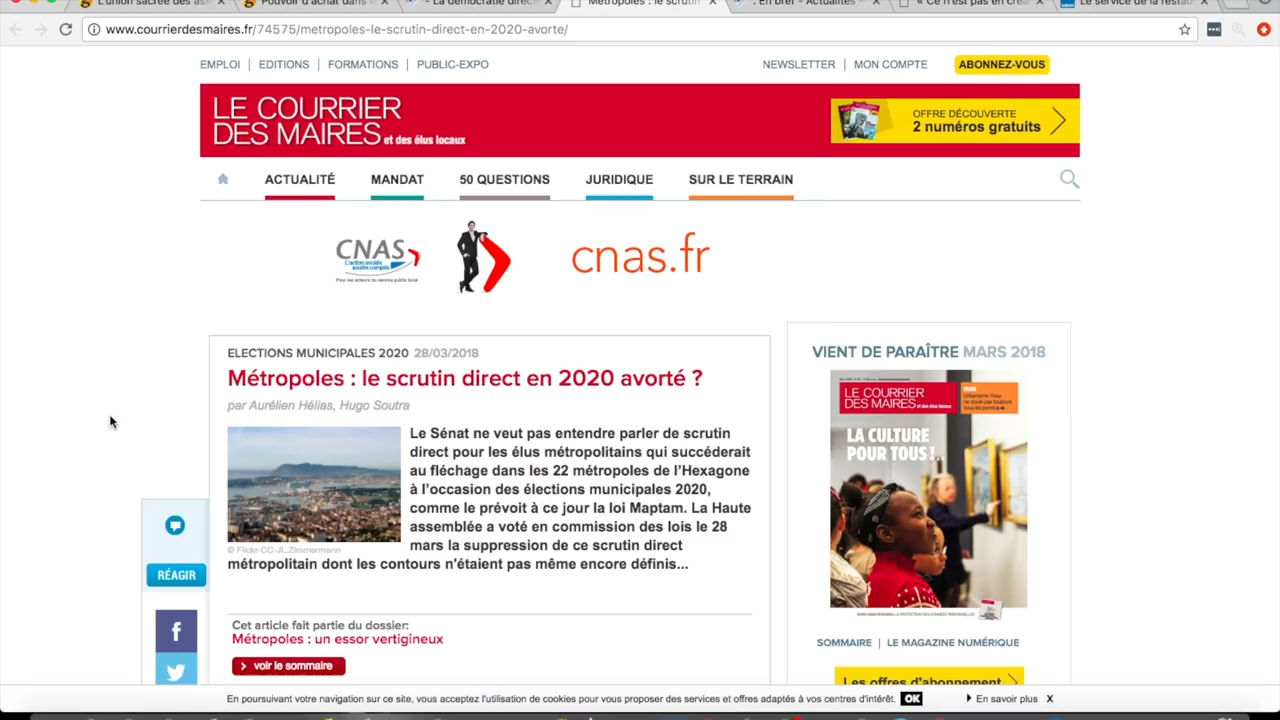 L'union sacrée des ass
Pouvoir d'achat dans
- La démocratie direct
Métropoles : le scrutin
: En bref - Actualités -
« Ce n'est pas en créan
Le service de la restau
www.courrierdesmaires.fr/74575/metropoles-le-scrutin-direct-en-2020-avorte/
EMPLOI | EDITIONS | FORMATIONS | PUBLIC-EXPO
NEWSLETTER | MON COMPTE
ABONNEZ-VOUS
LE COURRIER
DES MAIRES et des élus locaux
OFFRE DÉCOUVERTE
2 numéros gratuits
ACTUALITÉ MANDAT 50 QUESTIONS JURIDIQUE SUR LE TERRAIN
CNAS
L'action sociale
Pour les acteurs du service public local
cnas.fr
ELECTIONS MUNICIPALES 2020 28/03/2018
Métropoles : le scrutin direct en 2020 avorté ?
par Aurélien Hélias, Hugo Soutra
Le Sénat ne veut pas entendre parler de scrutin
direct pour les élus métropolitains qui succéderait
au fléchage dans les 22 métropoles de l'Hexagone
à l'occasion des élections municipales 2020,
comme le prévoit à ce jour la loi Maptam. La Haute
assemblée a voté en commission des lois le 28
mars la suppression de ce scrutin direct
© Flickr-CC-JL.Zimmermann
métropolitain dont les contours n'étaient pas même encore définis...
RÉAGIR
Cet article fait partie du dossier:
Métropoles : un essor vertigineux
voir le sommaire
VIENT DE PARAÎTRE MARS 2018
LE COURRIER
DES MAIRES
LA CULTURE
POUR TOUS !
SOMMAIRE | LE MAGAZINE NUMÉRIQUE
Les offres d'abonnement
En poursuivant votre navigation sur ce site, vous acceptez l'utilisation de cookies pour vous proposer des services et offres adaptés à vos centres d'intérêt. OK
En savoir plus X